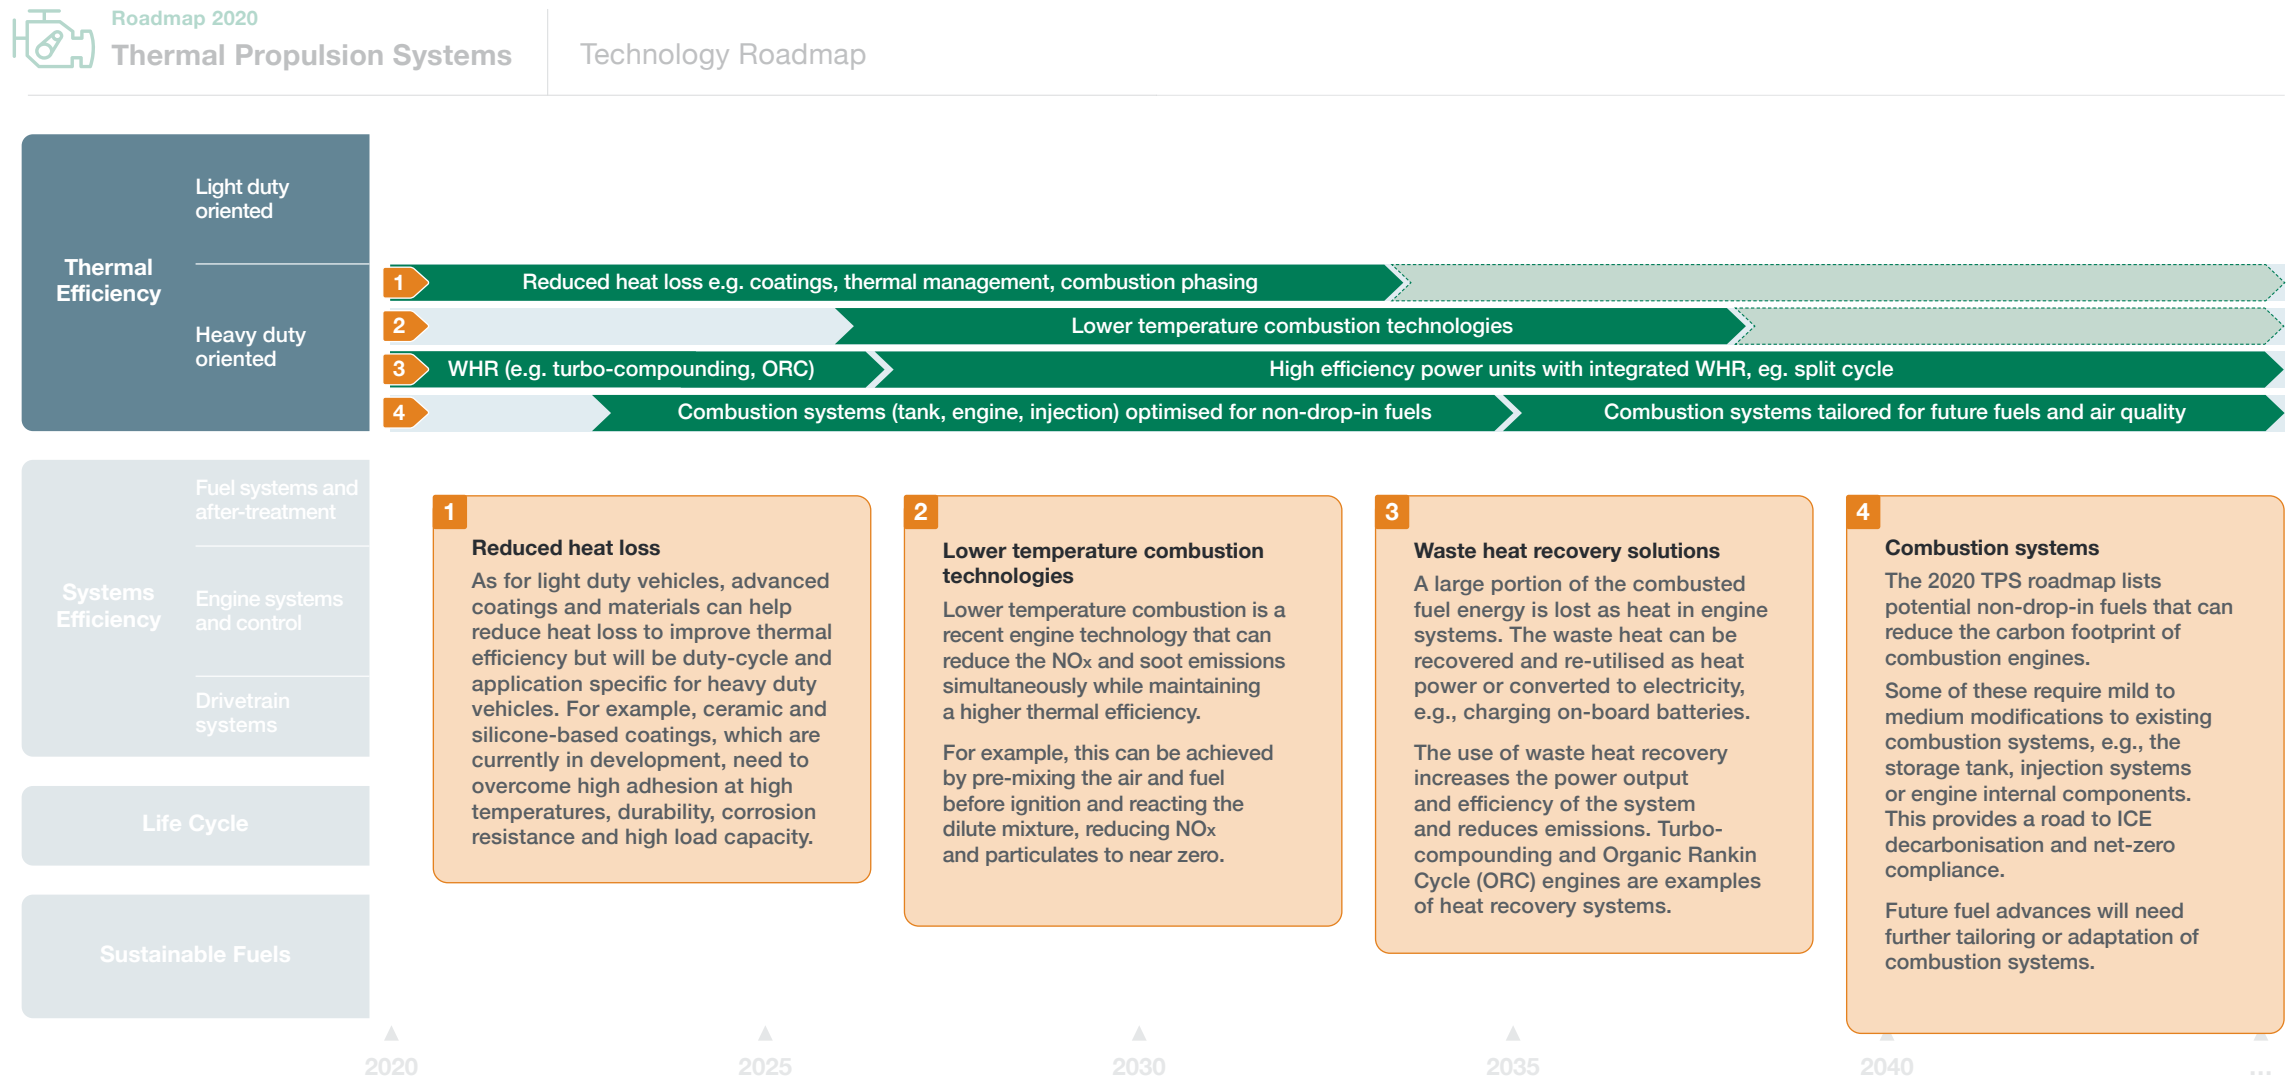 Roadmap 2020
Thermal Propulsion Systems
Technology Roadmap
Thermal
Efficiency
Light duty
oriented
Heavy duty
oriented
1
Reduced heat loss e.g. coatings, thermal management, combustion phasing
2
Lower temperature combustion technologies
3
WHR (e.g. turbo-compounding, ORC)
High efficiency power units with integrated WHR, eg. split cycle
4
Combustion systems (tank, engine, injection) optimised for non-drop-in fuels
Combustion systems tailored for future fuels and air quality
Systems
Efficiency
Fuel systems and
after-treatment
Engine systems
and control
Drivetrain
systems
Life Cycle
Sustainable Fuels
1
Reduced heat loss
As for light duty vehicles, advanced
coatings and materials can help
reduce heat loss to improve thermal
efficiency but will be duty-cycle and
application specific for heavy duty
vehicles. For example, ceramic and
silicone-based coatings, which are
currently in development, need to
overcome high adhesion at high
temperatures, durability, corrosion
resistance and high load capacity.
2
Lower temperature combustion
technologies
Lower temperature combustion is a
recent engine technology that can
reduce the NOx and soot emissions
simultaneously while maintaining
a higher thermal efficiency.
For example, this can be achieved
by pre-mixing the air and fuel
before ignition and reacting the
dilute mixture, reducing NOx
and particulates to near zero.
3
Waste heat recovery solutions
A large portion of the combusted
fuel energy is lost as heat in engine
systems. The waste heat can be
recovered and re-utilised as heat
power or converted to electricity,
e.g., charging on-board batteries.
The use of waste heat recovery
increases the power output
and efficiency of the system
and reduces emissions. Turbo-
compounding and Organic Rankin
Cycle (ORC) engines are examples
of heat recovery systems.
4
Combustion systems
The 2020 TPS roadmap lists
potential non-drop-in fuels that can
reduce the carbon footprint of
combustion engines.
Some of these require mild to
medium modifications to existing
combustion systems, e.g., the
storage tank, injection systems
or engine internal components.
This provides a road to ICE
decarbonisation and net-zero
compliance.
Future fuel advances will need
further tailoring or adaptation of
combustion systems.
2020
2025
2030
2035
2040
...